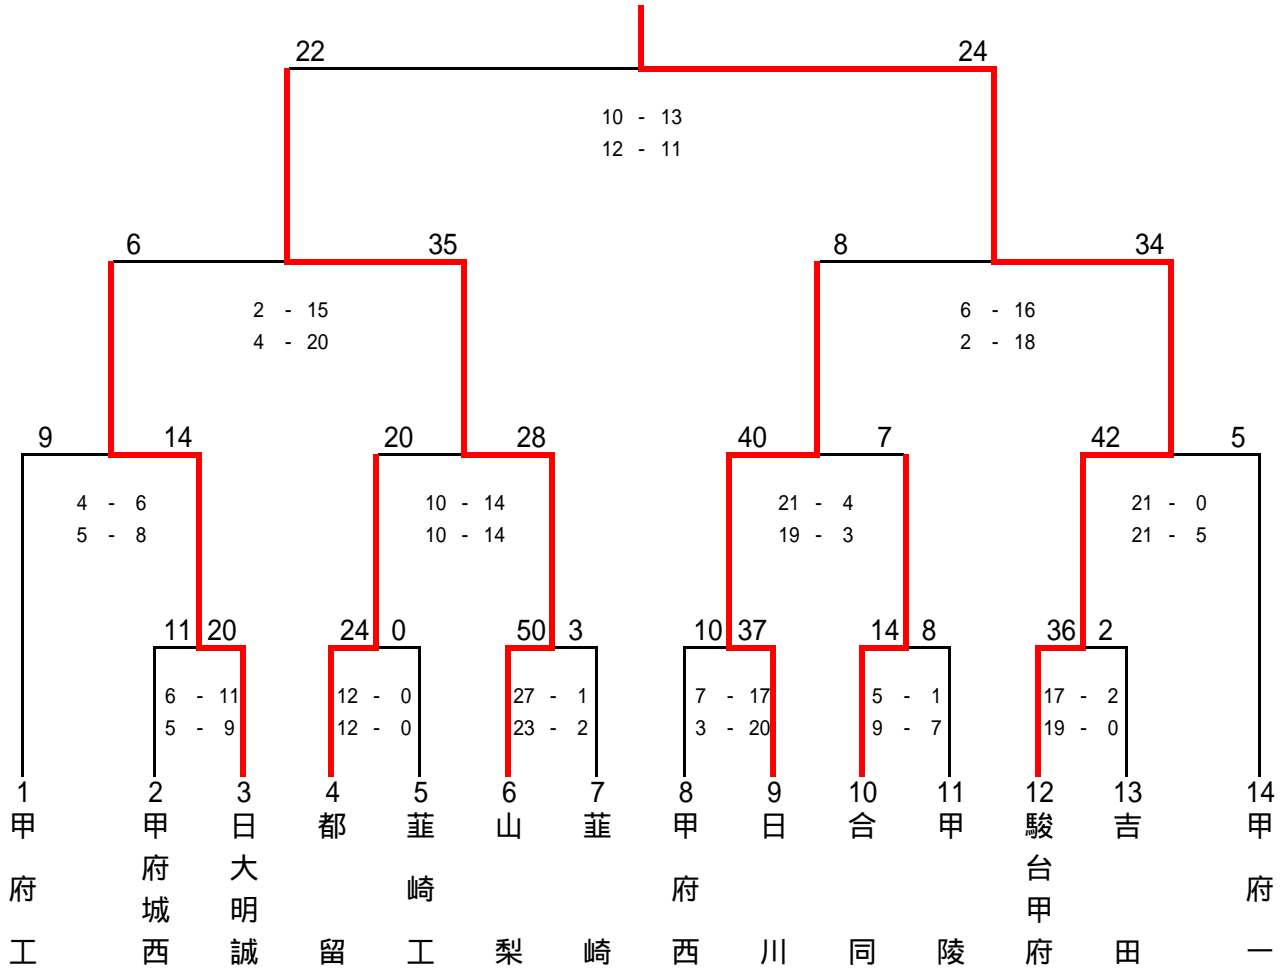 22 24
10 - 13
12 - 11
6 35 8 34
2 - 15 6 - 16
4 - 20 2 - 18
9 14 20 28 40 7 42 5
4 - 6 10 - 14 21 - 4 21 - 0
5 - 8 10 - 14 19 - 3 21 - 5
11 20 24 0 50 3 10 37 14 8 36 2
6 - 11 12 - 0 27 - 1 7 - 17 5 - 1 17 - 2
5 - 9 12 - 0 23 - 2 3 - 20 9 - 7 19 - 0
1 2 3 4 5 6 7 8 9 10 11 12 13 14
甲府工
甲府城西
日大明誠
都留
韮崎工
山梨
韮崎
甲府西
日川
合同
甲陵
駿台甲府
吉田
甲府一